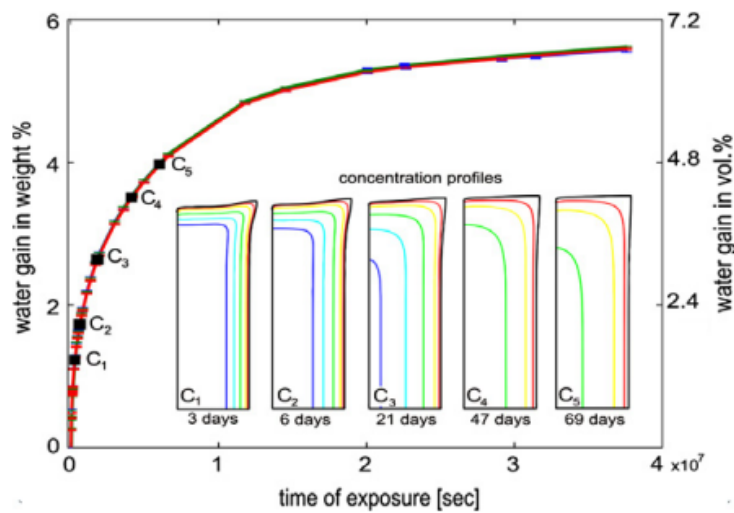 6
7.2
water gain in weight %
water gain in vol.%
4
4.8
C5
C4
concentration profiles
C3
2
2.4
C2
C1
C1
C2
C3
C4
C5
3 days
6 days
21 days
47 days
69 days
0
0
1
2
3
4 x10⁷
time of exposure [sec]